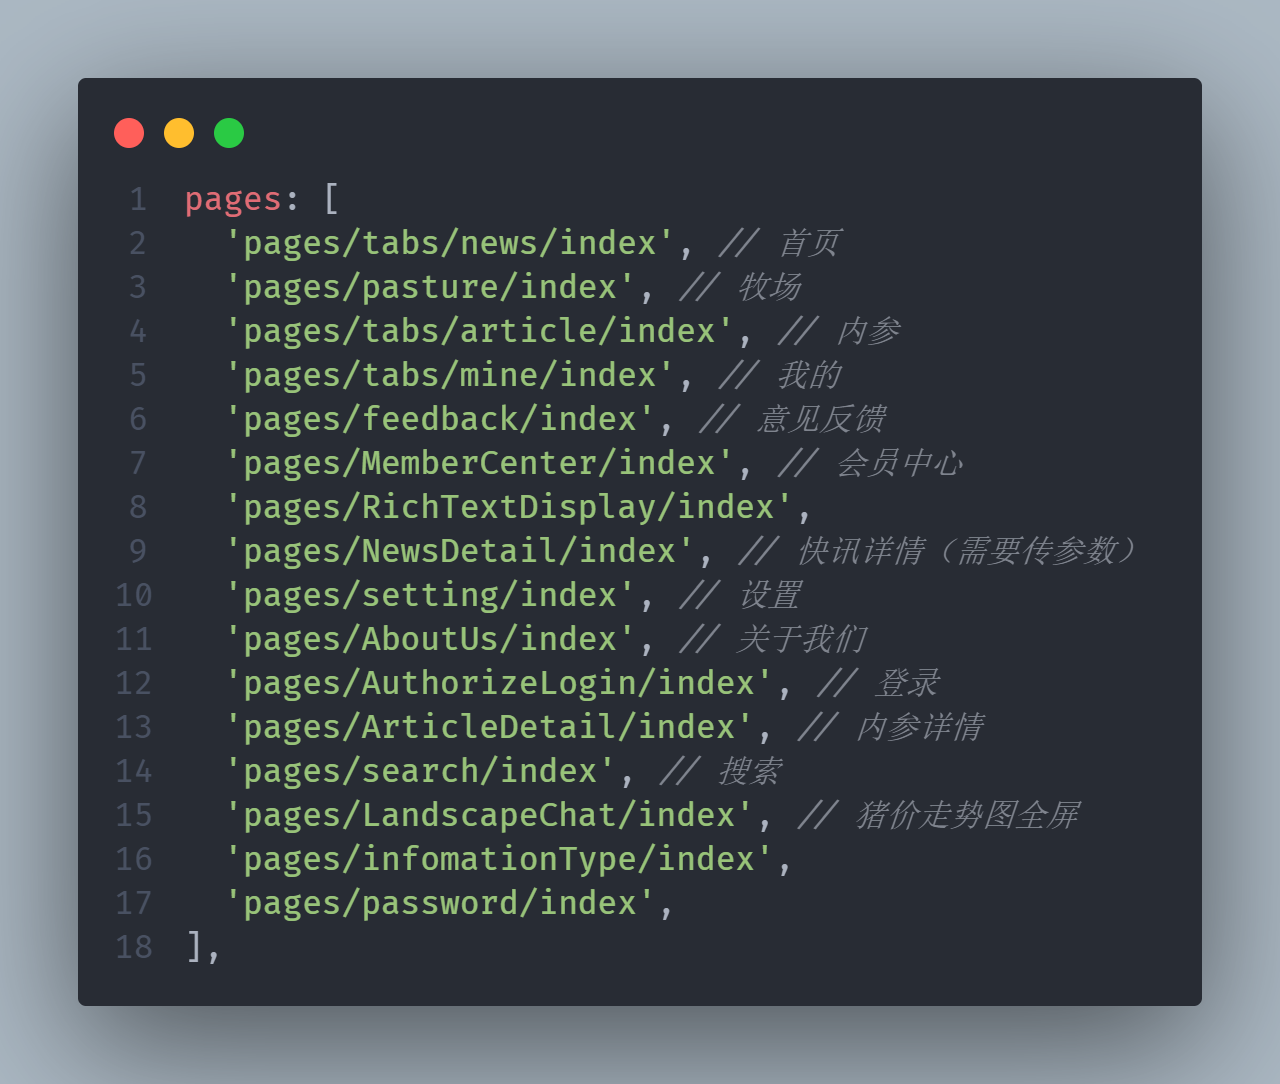 1 pages: [
2 'pages/tabs/news/index', // 首页
3 'pages/pasture/index', // 牧场
4 'pages/tabs/article/index', // 内参
5 'pages/tabs/mine/index', // 我的
6 'pages/feedback/index', // 意见反馈
7 'pages/MemberCenter/index', // 会员中心
8 'pages/RichTextDisplay/index',
9 'pages/NewsDetail/index', // 快讯详情（需要传参数）
10 'pages/setting/index', // 设置
11 'pages/AboutUs/index', // 关于我们
12 'pages/AuthorizeLogin/index', // 登录
13 'pages/ArticleDetail/index', // 内参详情
14 'pages/search/index', // 搜索
15 'pages/LandscapeChat/index', // 猪价走势图全屏
16 'pages/infomationType/index',
17 'pages/password/index',
18 ],